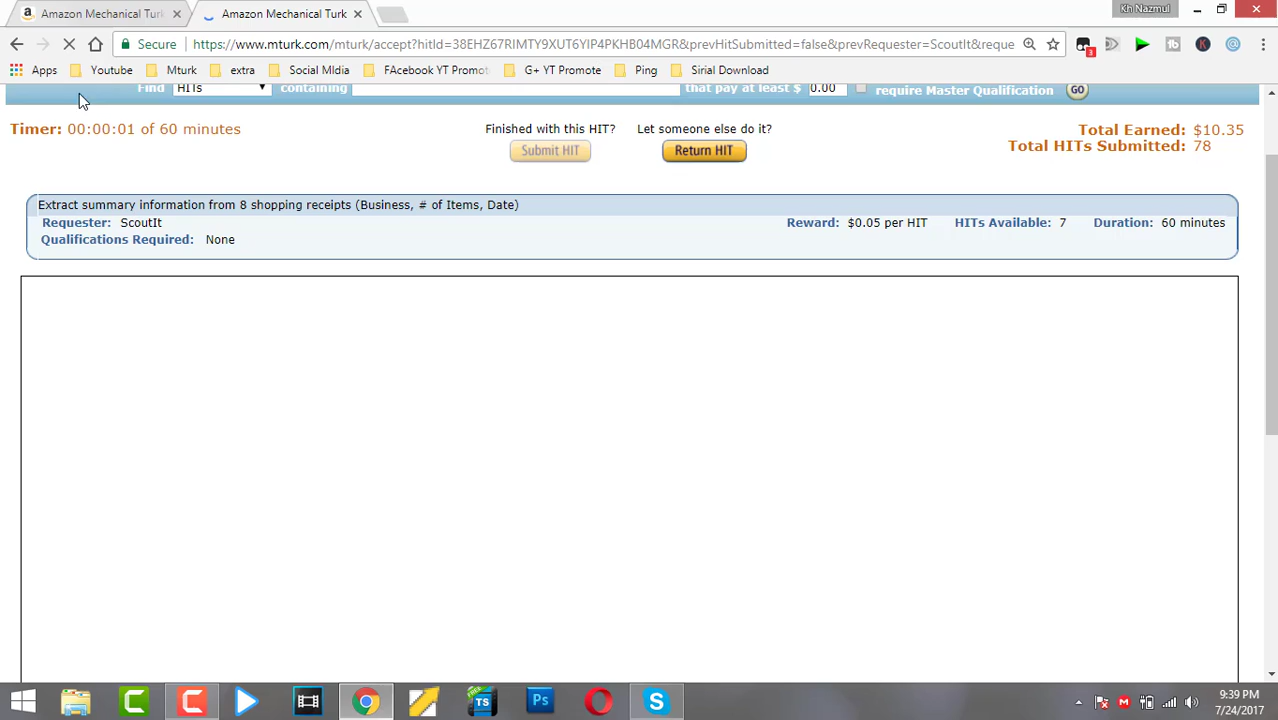 Amazon Mechanical Turk
Amazon Mechanical Turk
Kh Nazmul
Secure
https://www.mturk.com/mturk/accept?hitId=38EHZ67RIMTY9XUT6YIP4PKHB04MGR&prevHitSubmitted=false&prevRequester=ScoutIt&reque
3
Apps
Youtube
Mturk
extra
Social MIdia
FAcebook YT Promot
G+ YT Promote
Ping
Sirial Download
Find HITs containing that pay at least $ 0.00 require Master Qualification GO
Timer: 00:00:01 of 60 minutes
Finished with this HIT?
Submit HIT
Let someone else do it?
Return HIT
Total Earned: $10.35
Total HITs Submitted: 78
Extract summary information from 8 shopping receipts (Business, # of Items, Date)
Requester: ScoutIt
Reward: $0.05 per HIT
HITs Available: 7
Duration: 60 minutes
Qualifications Required: None
FREE
TS
Ps
9:39 PM
7/24/2017